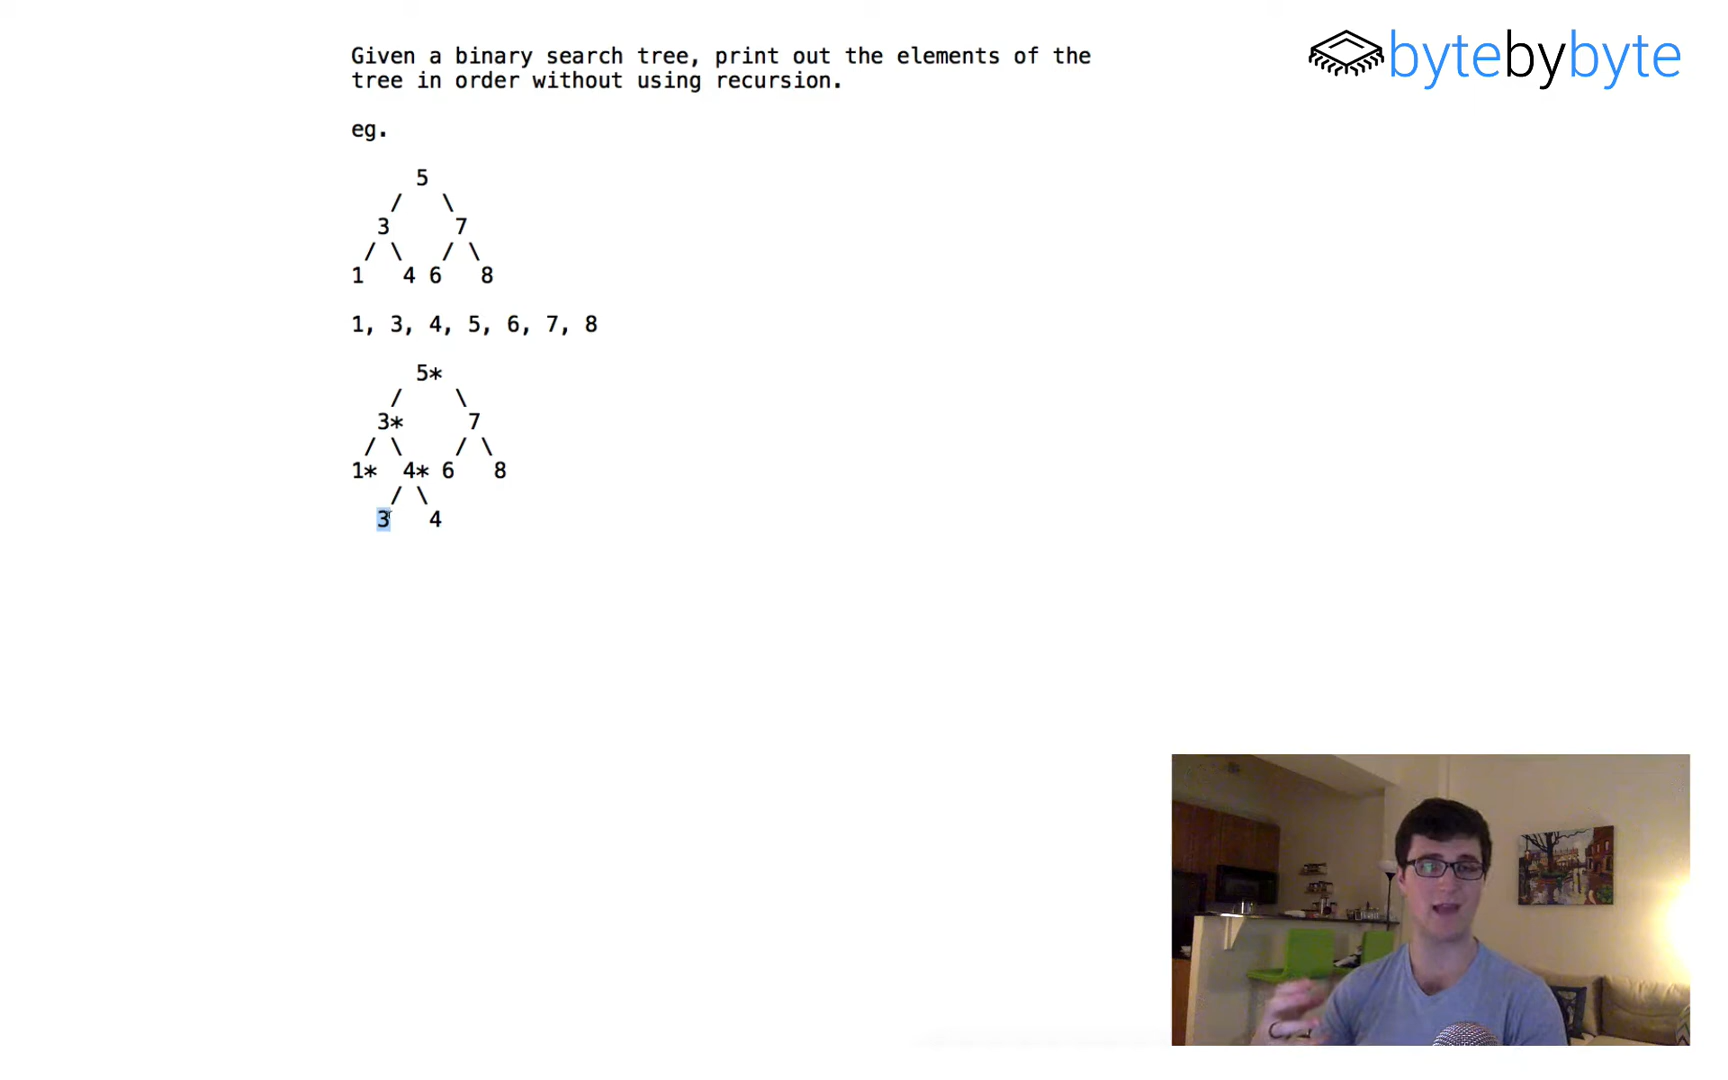 bytebybyte
Given a binary search tree, print out the elements of the
tree in order without using recursion.
eg.
5
/ \
3 7
/ \ / \
1 4 6 8
1, 3, 4, 5, 6, 7, 8
5*
/ \
3* 7
/ \ / \
1* 4* 6 8
/ \
3 4